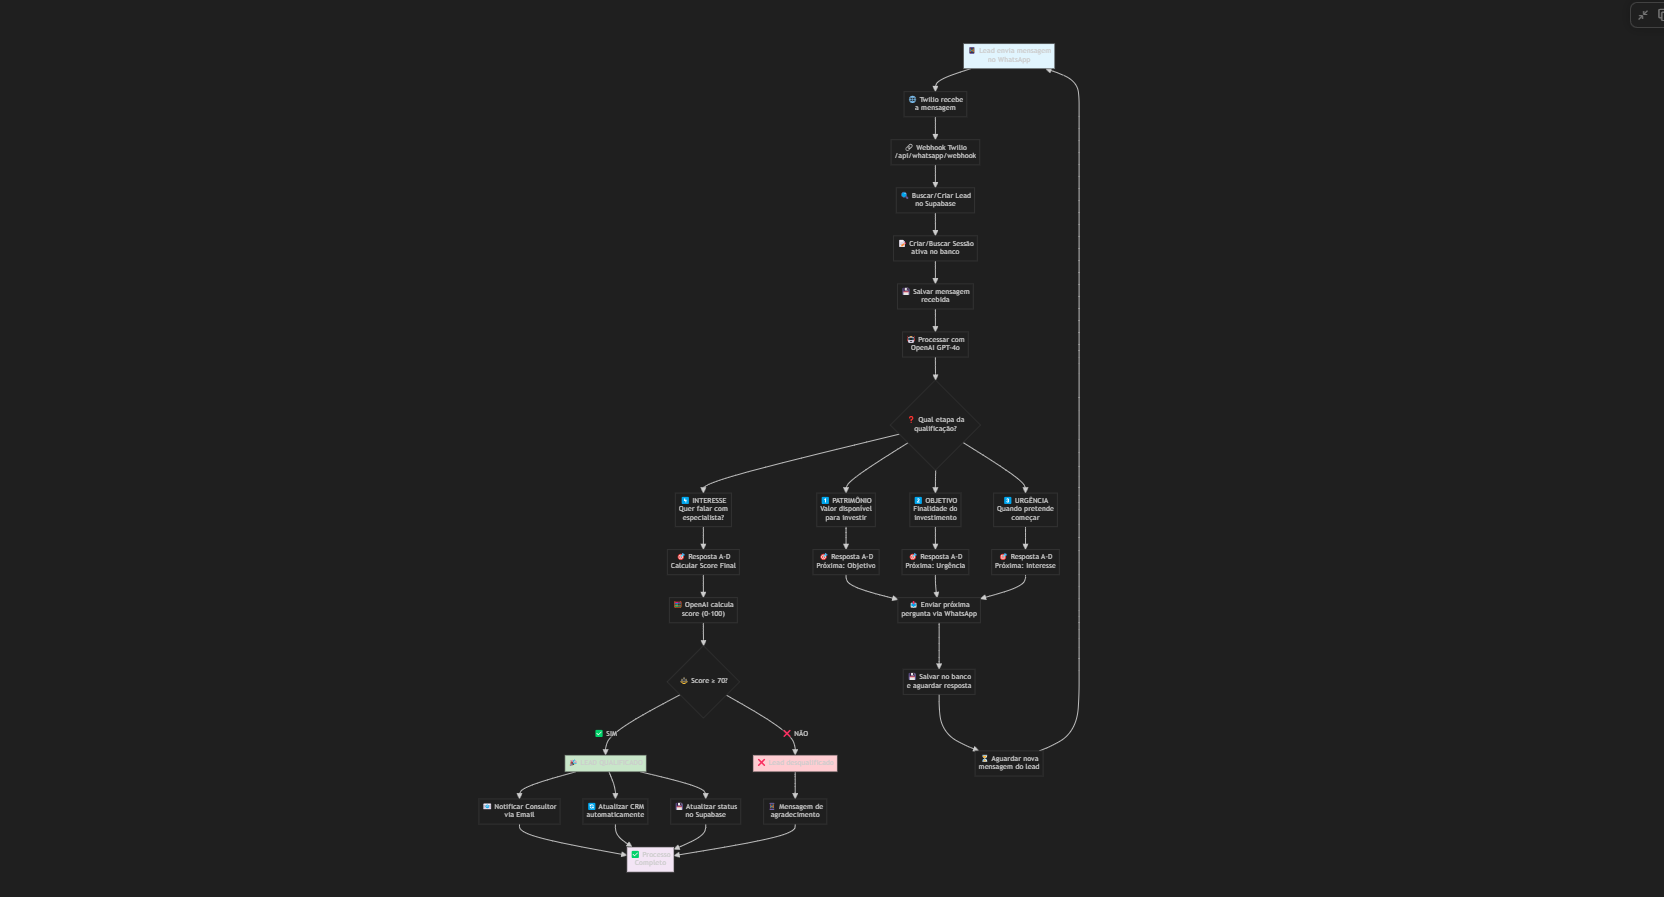 Lead envia mensagem
no WhatsApp
Twilio recebe
a mensagem
Webhook Twilio
/api/whatsapp/webhook
Buscar/Criar Lead
no Supabase
Criar/Buscar Sessão
ativa no banco
Salvar mensagem
recebida
Processar com
OpenAI GPT-4o
Qual etapa da
qualificação?
INTERESSE
Quer falar com
especialista?
1 PATRIMÔNIO
Valor disponível
para investir
2 OBJETIVO
Finalidade do
investimento
3 URGÊNCIA
Quando pretende
começar
Resposta A-D
Calcular Score Final
Resposta A-D
Próxima: Objetivo
Resposta A-D
Próxima: Urgência
Resposta A-D
Próxima: Interesse
OpenAI calcula
score (0-100)
Enviar próxima
pergunta via WhatsApp
Score ≥ 70?
Salvar no banco
e aguardar resposta
SIM
NÃO
Aguardar nova
mensagem do lead
Notificar Consultor
via Email
Atualizar CRM
automaticamente
Atualizar status
no Supabase
Mensagem de
agradecimento
Processo
Completo